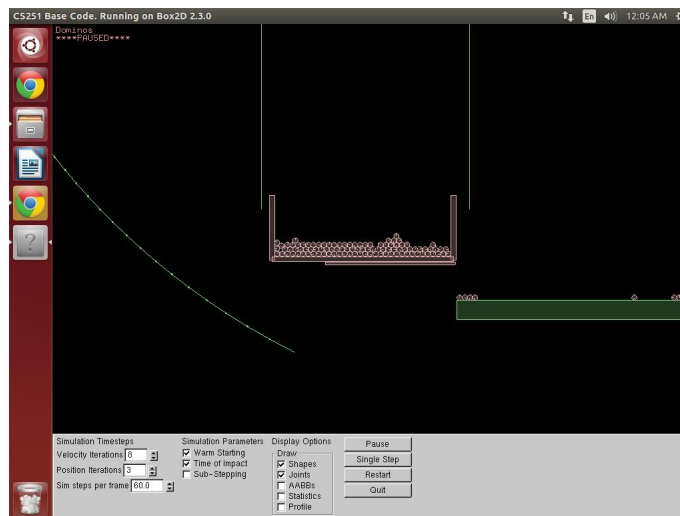 CS251 Base Code. Running on Box2D 2.3.0
En
12:05 AM
Dominos
****PAUSED****
Simulation Timesteps
Velocity Iterations 8
Position Iterations 3
Sim steps per frame 60.0
Simulation Parameters
Warm Starting
Time of Impact
Sub-Stepping
Display Options
Draw
Shapes
Joints
AABBs
Statistics
Profile
Pause
Single Step
Restart
Quit
?